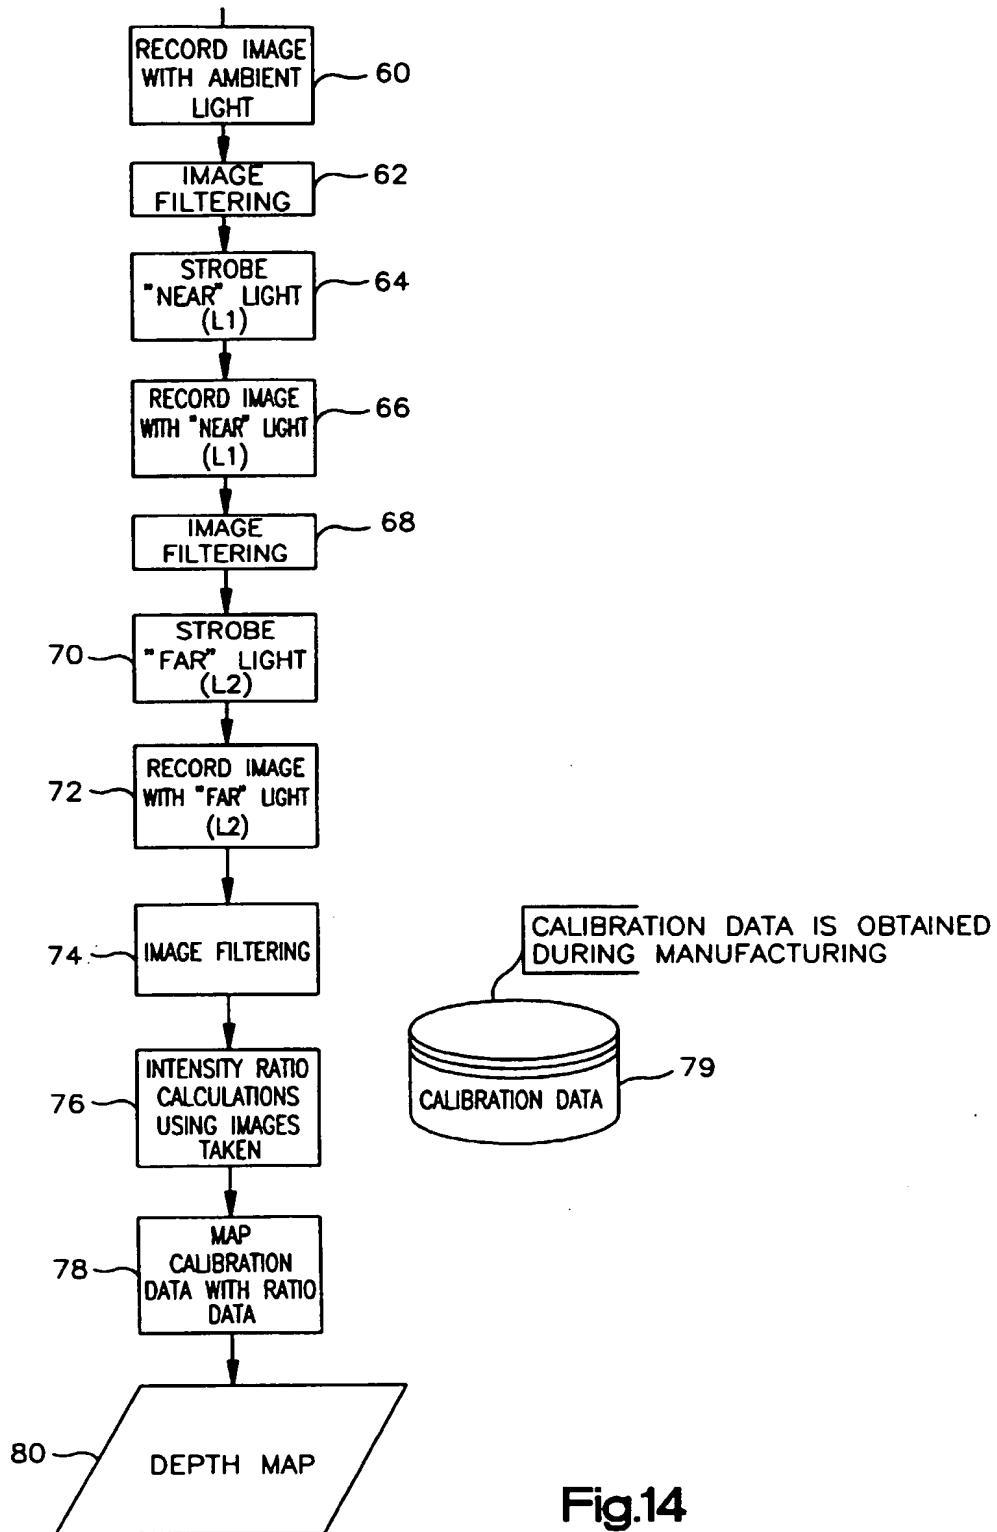 RECORD IMAGE
WITH AMBIENT
LIGHT
60
IMAGE
FILTERING
62
STROBE
"NEAR" LIGHT
(L1)
64
RECORD IMAGE
WITH "NEAR" LIGHT
(L1)
66
IMAGE
FILTERING
68
STROBE
"FAR" LIGHT
(L2)
70
RECORD IMAGE
WITH "FAR" LIGHT
(L2)
72
IMAGE FILTERING
74
CALIBRATION DATA IS OBTAINED
DURING MANUFACTURING
CALIBRATION DATA
79
INTENSITY RATIO
CALCULATIONS
USING IMAGES
TAKEN
76
MAP
CALIBRATION
DATA WITH RATIO
DATA
78
DEPTH MAP
80
Fig.14